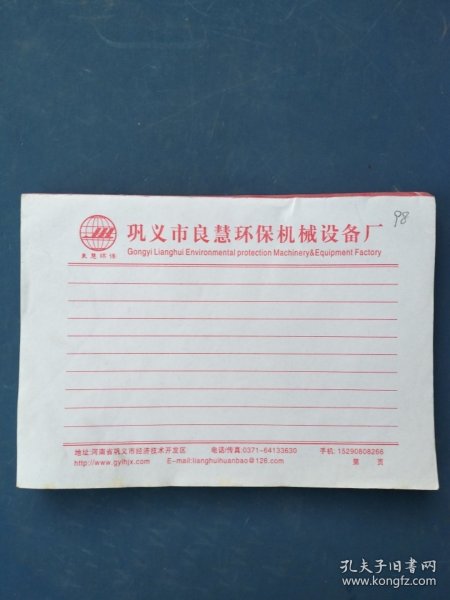 98
巩义市良慧环保机械设备厂
Gongyi Lianghui Environmental protection Machinery&Equipment Factory
良慧环保
地址:河南省巩义市经济技术开发区 电话/传真:0371-64133630 手机: 15290808266
http://www.gylhjx.com E-mail:lianghuihuanbao@126.com 第 页
孔夫子旧书网
www.kongfz.com